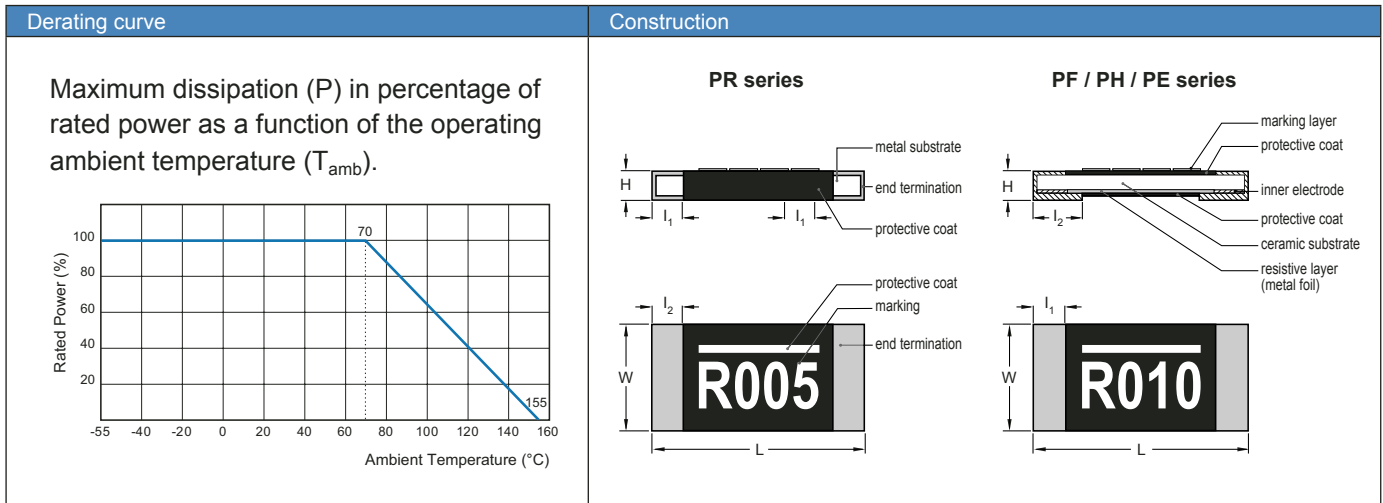 Derating curve
Maximum dissipation (P) in percentage of
rated power as a function of the operating
ambient temperature (Tamb).
Rated Power (%)
100
80
60
40
20
70
155
-55 -40 -20 0 20 40 60 80 100 120 140 160
Ambient Temperature (°C)
Construction
PR series
H
l1
l1
metal substrate
end termination
protective coat
l2
W
R005
L
protective coat
marking
end termination
PF / PH / PE series
H
l2
marking layer
protective coat
inner electrode
protective coat
ceramic substrate
resistive layer
(metal foil)
l1
W
R010
L